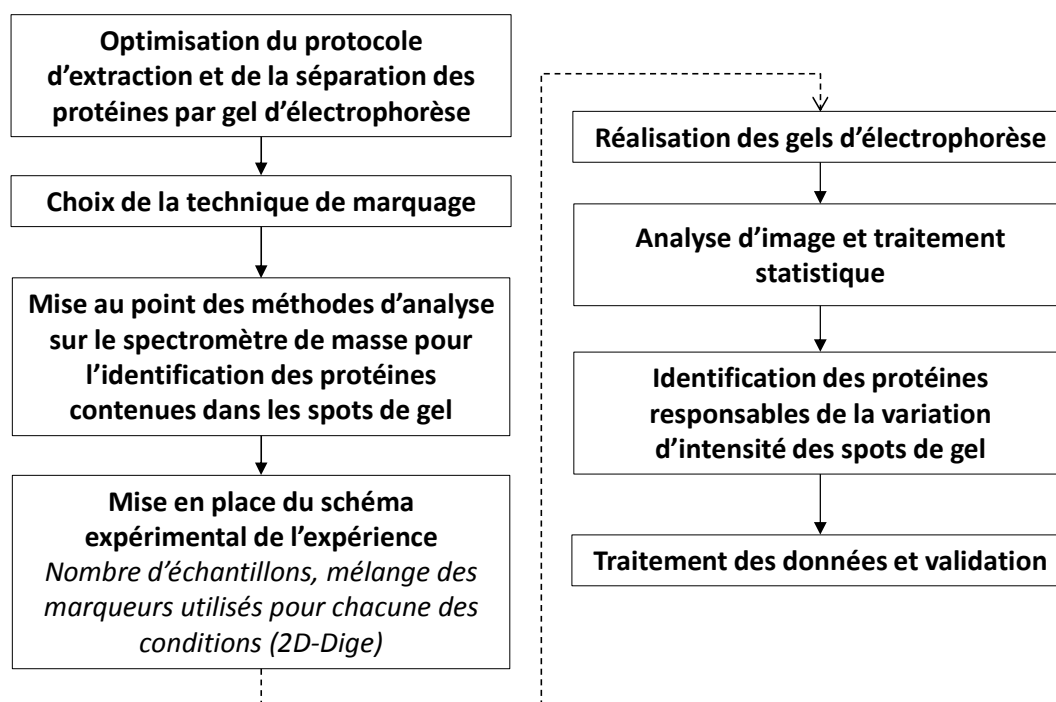 Optimisation du protocole
d’extraction et de la séparation des
protéines par gel d’électrophorèse
Choix de la technique de marquage
Mise au point des méthodes d’analyse
sur le spectromètre de masse pour
l’identification des protéines
contenues dans les spots de gel
Mise en place du schéma
expérimental de l’expérience
Nombre d’échantillons, mélange des
marqueurs utilisés pour chacune des
conditions (2D-Dige)
Réalisation des gels d’électrophorèse
Analyse d’image et traitement
statistique
Identification des protéines
responsables de la variation
d’intensité des spots de gel
Traitement des données et validation